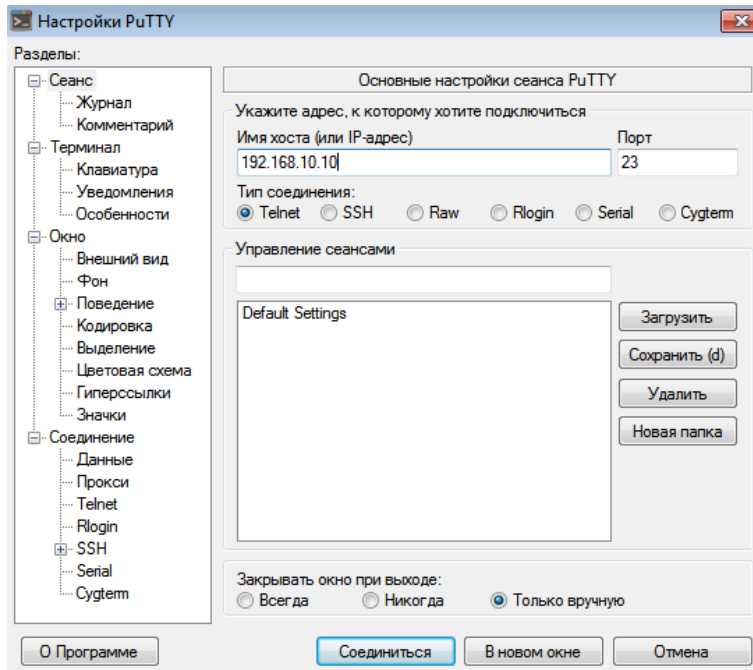 Настройки PuTTY
Разделы:
Сеанс
Журнал
Комментарий
Терминал
Клавиатура
Уведомления
Особенности
Окно
Внешний вид
Фон
Поведение
Кодировка
Выделение
Цветовая схема
Гиперссылки
Значки
Соединение
Данные
Прокси
Telnet
Rlogin
SSH
Serial
Cygterm
Основные настройки сеанса PuTTY
Укажите адрес, к которому хотите подключиться
Имя хоста (или IP-адрес) Порт
192.168.10.10 23
Тип соединения:
Telnet SSH Raw Rlogin Serial Cygterm
Управление сеансами
Default Settings
Загрузить
Сохранить (d)
Удалить
Новая папка
Закрывать окно при выходе:
Всегда Никогда Только вручную
О Программе Соединиться В новом окне Отмена